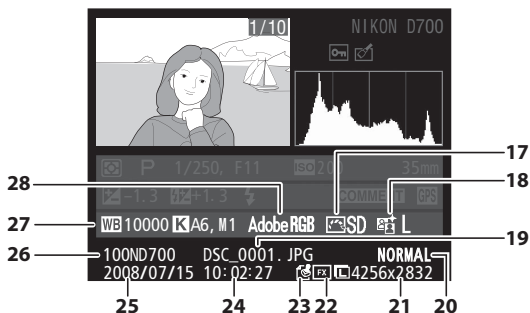 1/10
NIKON D700
P 1/250, F11 ISO 200 35mm
-1.3 +1.3 COMMENT GPS
WB 10000 K A6, M1 Adobe RGB SD L
100ND700 DSC_0001. JPG NORMAL
2008/07/15 10:02:27 FX L 4256x2832
17
18
19
20
21
22
23
24
25
26
27
28